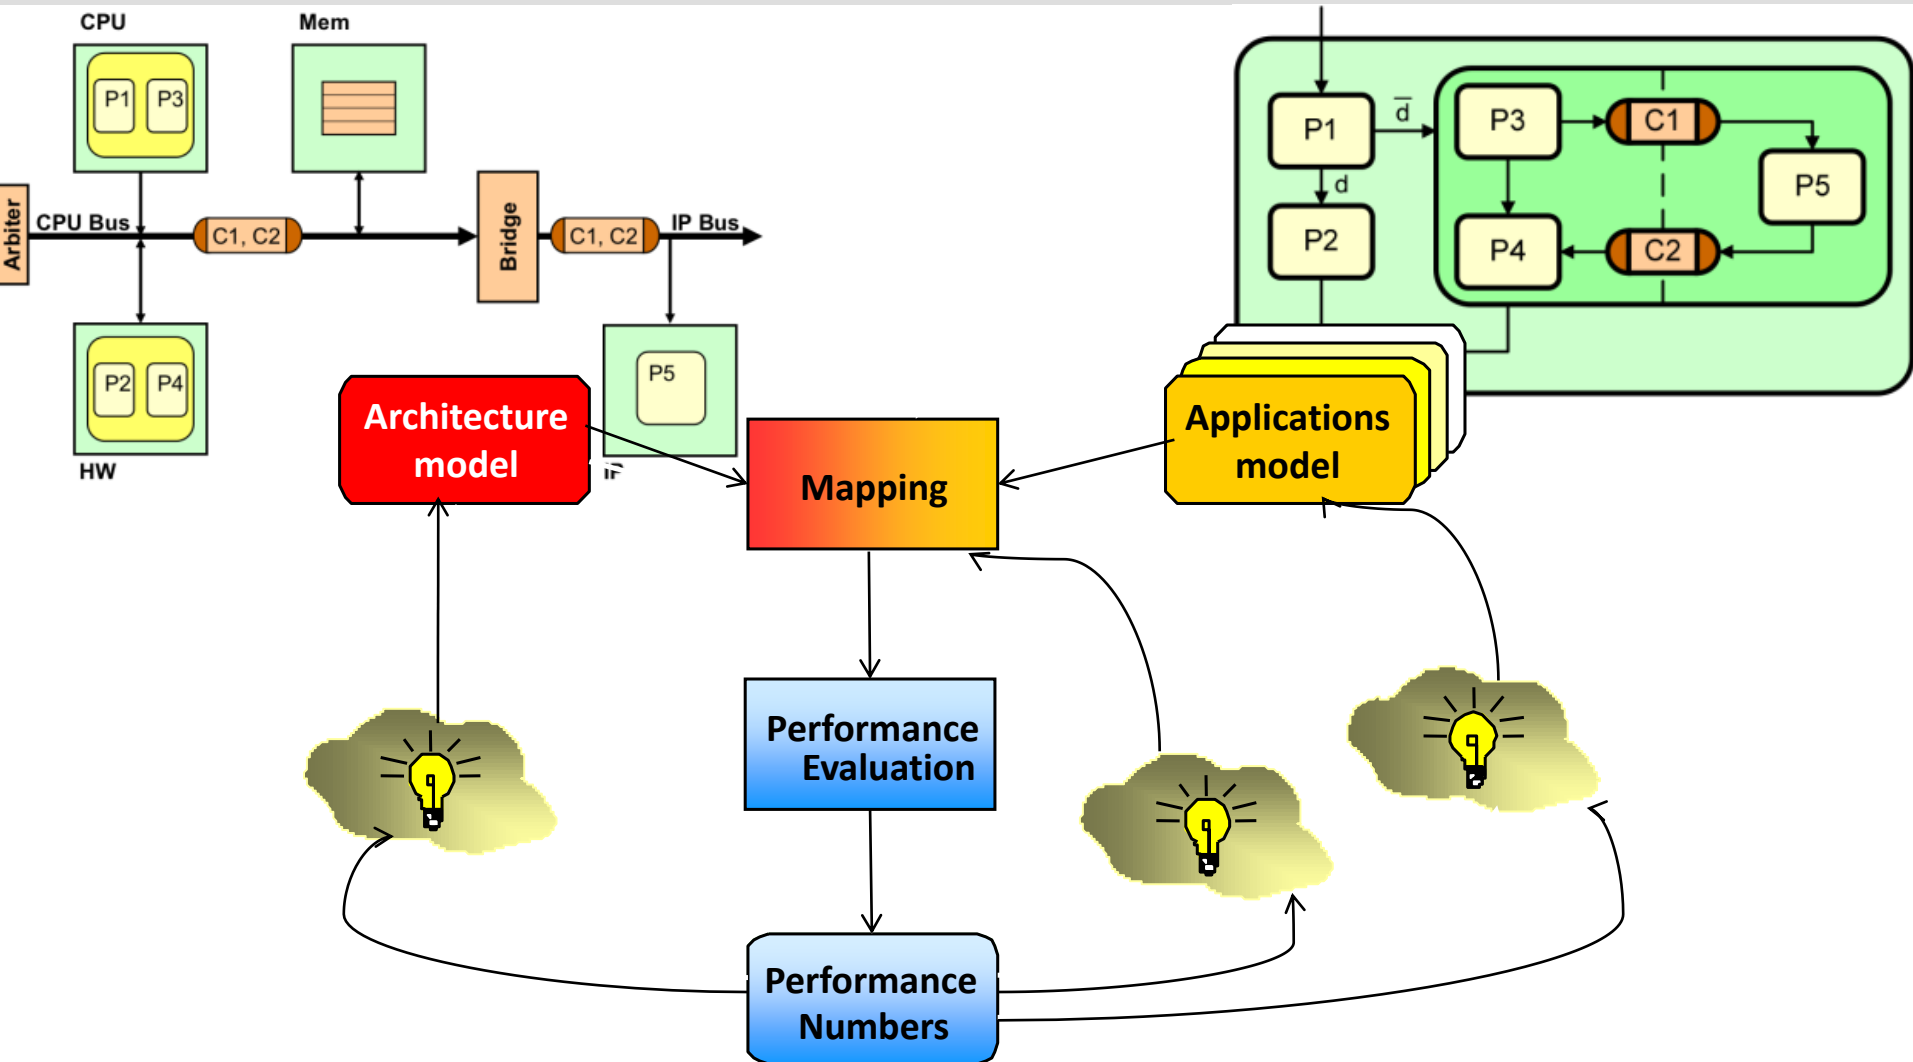 CPU
Mem
P1
P3
Arbiter
CPU Bus
C1, C2
Bridge
C1, C2
IP Bus
P2
P4
HW
P5
P1
d̅
d
P2
P3
C1
P5
P4
C2
Architecture
model
Mapping
Applications
model
Performance
Evaluation
Performance
Numbers